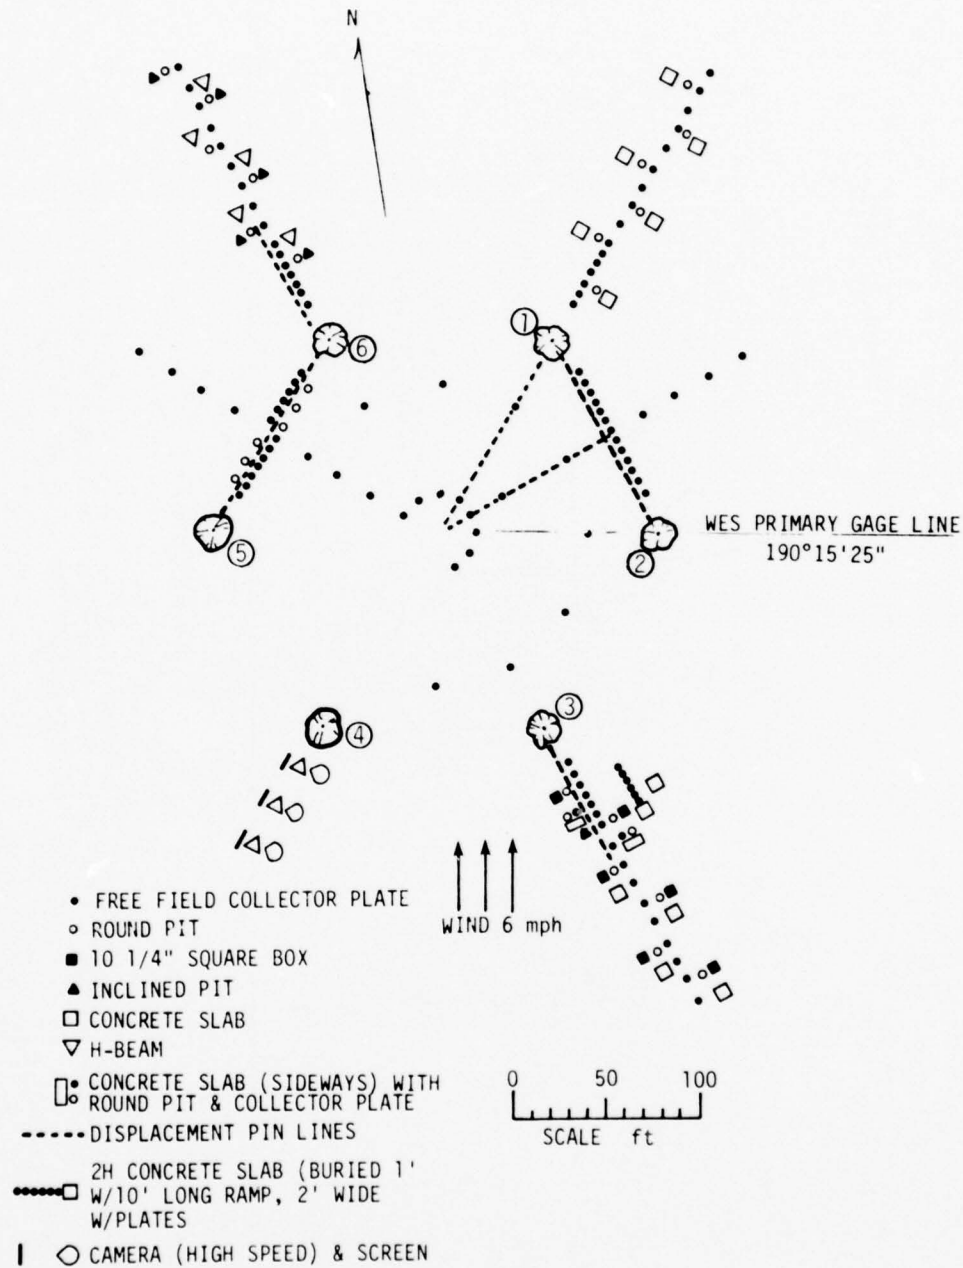 N
①
⑥
WES PRIMARY GAGE LINE
190°15'25"
⑤
②
③
④
WIND 6 mph
FREE FIELD COLLECTOR PLATE
ROUND PIT
10 1/4" SQUARE BOX
INCLINED PIT
CONCRETE SLAB
H-BEAM
CONCRETE SLAB (SIDEWAYS) WITH
ROUND PIT & COLLECTOR PLATE
DISPLACEMENT PIN LINES
2H CONCRETE SLAB (BURIED 1'
W/10' LONG RAMP, 2' WIDE
W/PLATES
CAMERA (HIGH SPEED) & SCREEN
0 50 100
SCALE ft